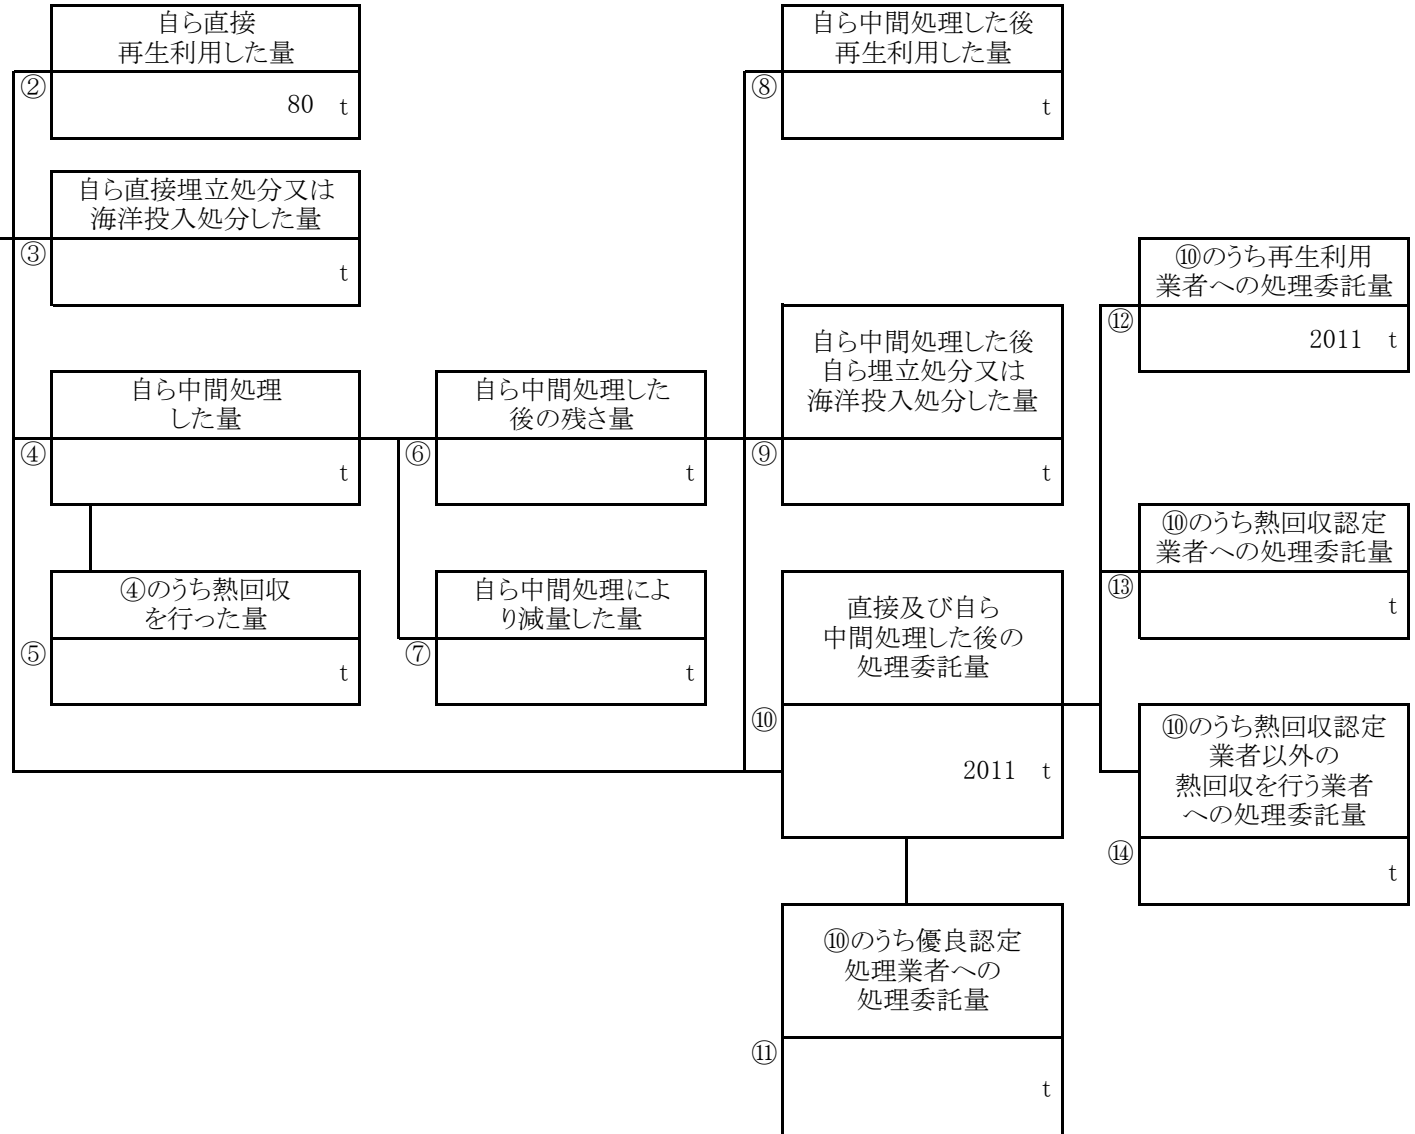 自ら直接
再生利用した量
②
80 t
自ら直接埋立処分又は
海洋投入処分した量
③
t
自ら中間処理
した量
④
t
④のうち熱回収
を行った量
⑤
t
自ら中間処理した
後の残さ量
⑥
t
自ら中間処理によ
り減量した量
⑦
t
自ら中間処理した後
再生利用した量
⑧
t
自ら中間処理した後
自ら埋立処分又は
海洋投入処分した量
⑨
t
直接及び自ら
中間処理した後の
処理委託量
⑩
2011 t
⑩のうち優良認定
処理業者への
処理委託量
⑪
t
⑩のうち再生利用
業者への処理委託量
⑫
2011 t
⑩のうち熱回収認定
業者への処理委託量
⑬
t
⑩のうち熱回収認定
業者以外の
熱回収を行う業者
への処理委託量
⑭
t